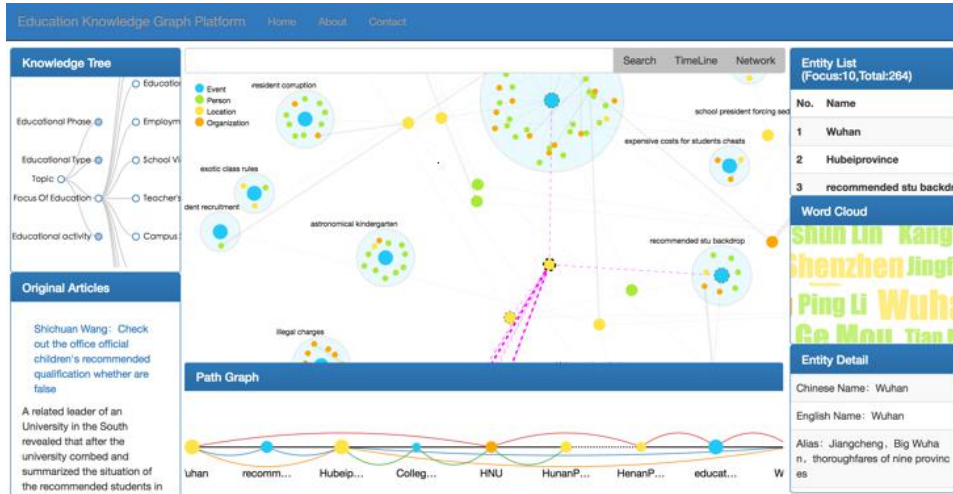 Education Knowledge Graph Platform Home About Contact
Knowledge Tree
Educatio
Educational Phase
Employm
Educational Type
School Vi
Topic
Focus Of Education
Teacher's
Educational activity
Campus
Original Articles
Shichuan Wang: Check
out the office official
children's recommended
qualification whether are
false
A related leader of an
University in the South
revealed that after the
university combed and
summarized the situation of
the recommended students in
Search TimeLine Network
Event
Person
Location
Organization
resident corruption
school president forcing sed
expensive costs for students cheats
exotic class rules
dent recruitment
astronomical kindergarten
recommended stu backdrop
illegal charges
Path Graph
uhan recomm... Hubeip... Colleg... HNU HunanP... HenanP... educat... W
Entity List
(Focus:10,Total:264)
No. Name
1 Wuhan
2 Hubeiprovince
3 recommended stu backdr
Word Cloud
shun Lin Kang
Shenzhen Jingf
Ping Li Wuha
Ge Mou Tian
Entity Detail
Chinese Name: Wuhan
English Name: Wuhan
Alias: Jiangcheng, Big Wuha
n, thoroughfares of nine provinc
es